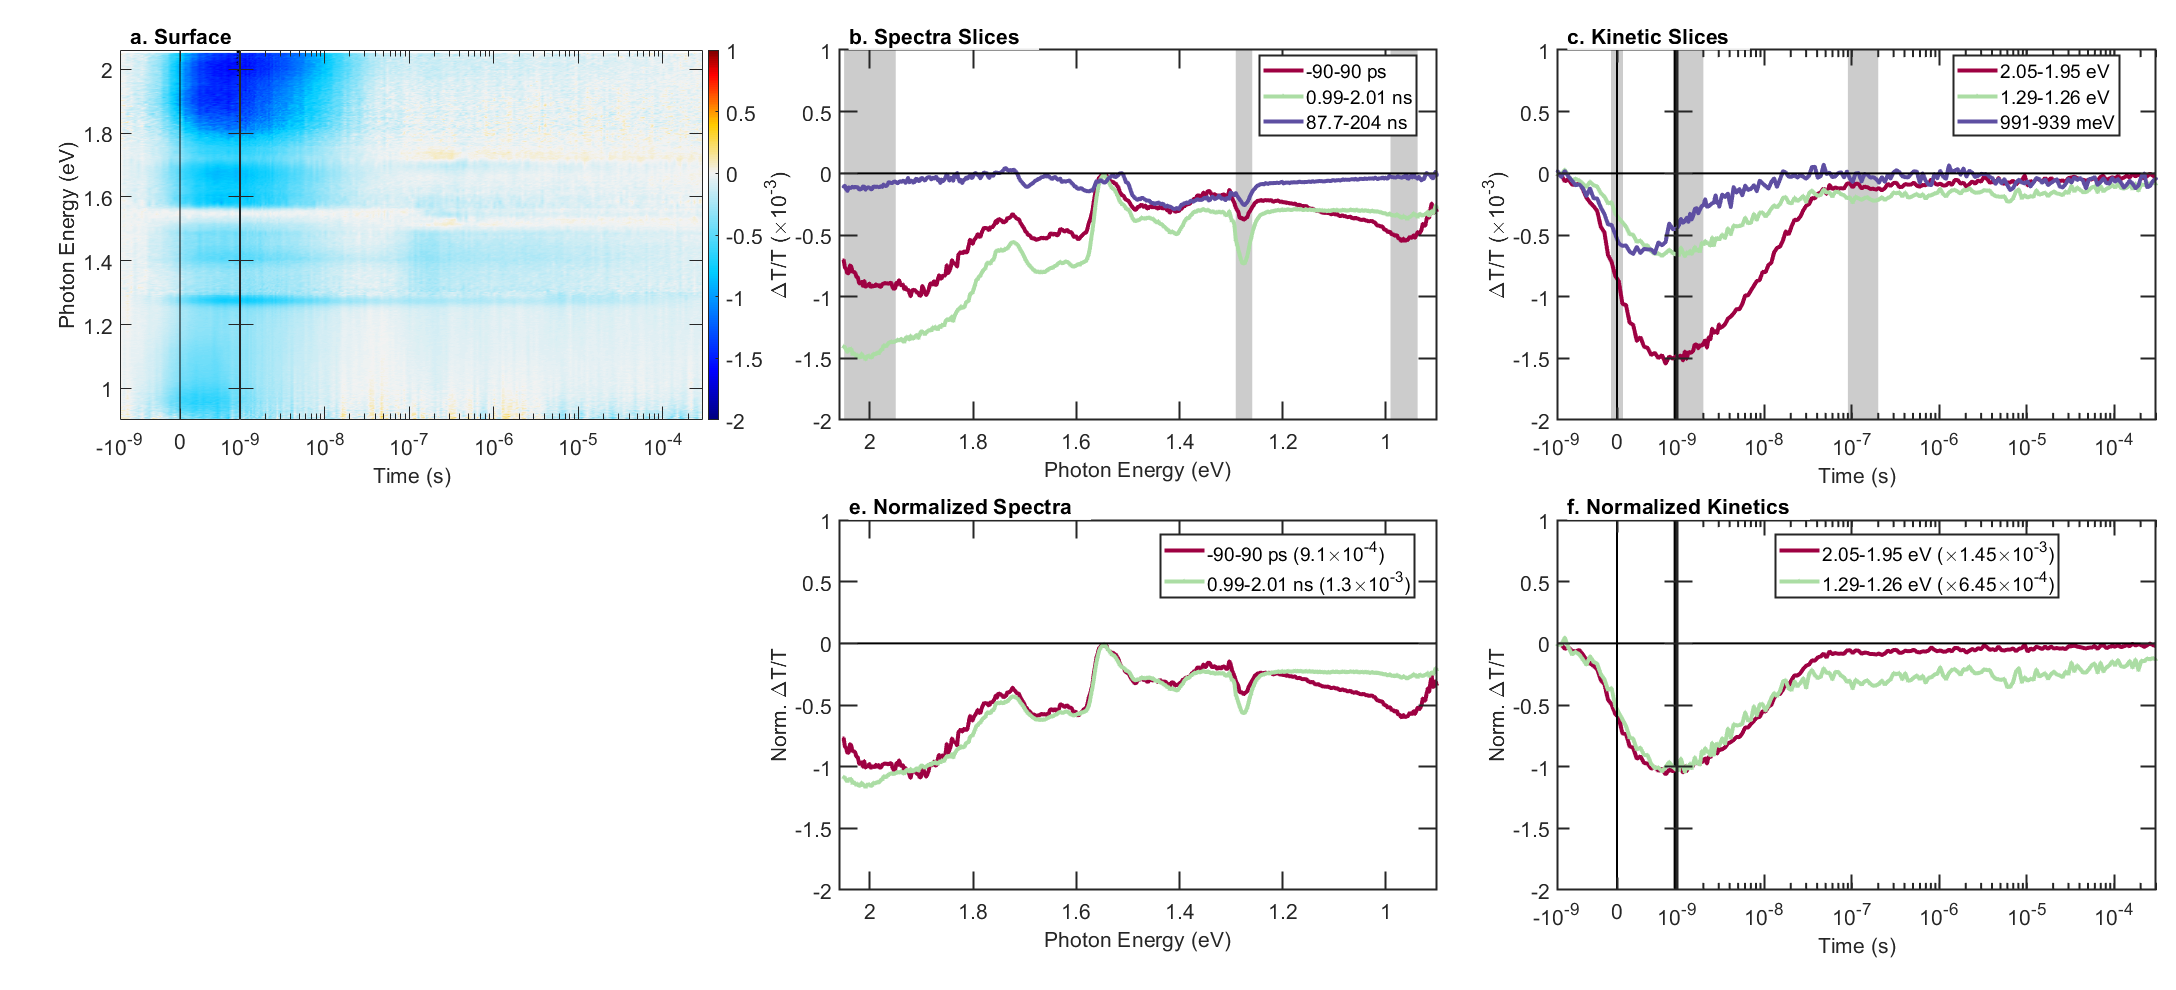 a. Surface
2
1.8
1.6
1.4
1.2
1
Photon Energy (eV)
-10^-9 0 10^-9 10^-8 10^-7 10^-6 10^-5 10^-4
Time (s)
1
0.5
0
-0.5
-1
-1.5
-2
b. Spectra Slices
-90-90 ps
0.99-2.01 ns
87.7-204 ns
1
0.5
0
-0.5
-1
-1.5
-2
ΔT/T (×10^-3)
2 1.8 1.6 1.4 1.2 1
Photon Energy (eV)
c. Kinetic Slices
2.05-1.95 eV
1.29-1.26 eV
991-939 meV
1
0.5
0
-0.5
-1
-1.5
-2
ΔT/T (×10^-3)
-10^-9 0 10^-9 10^-8 10^-7 10^-6 10^-5 10^-4
Time (s)
e. Normalized Spectra
-90-90 ps (9.1×10^-4)
0.99-2.01 ns (1.3×10^-3)
1
0.5
0
-0.5
-1
-1.5
-2
Norm. ΔT/T
2 1.8 1.6 1.4 1.2 1
Photon Energy (eV)
f. Normalized Kinetics
2.05-1.95 eV (×1.45×10^-3)
1.29-1.26 eV (×6.45×10^-4)
1
0.5
0
-0.5
-1
-1.5
-2
Norm. ΔT/T
-10^-9 0 10^-9 10^-8 10^-7 10^-6 10^-5 10^-4
Time (s)